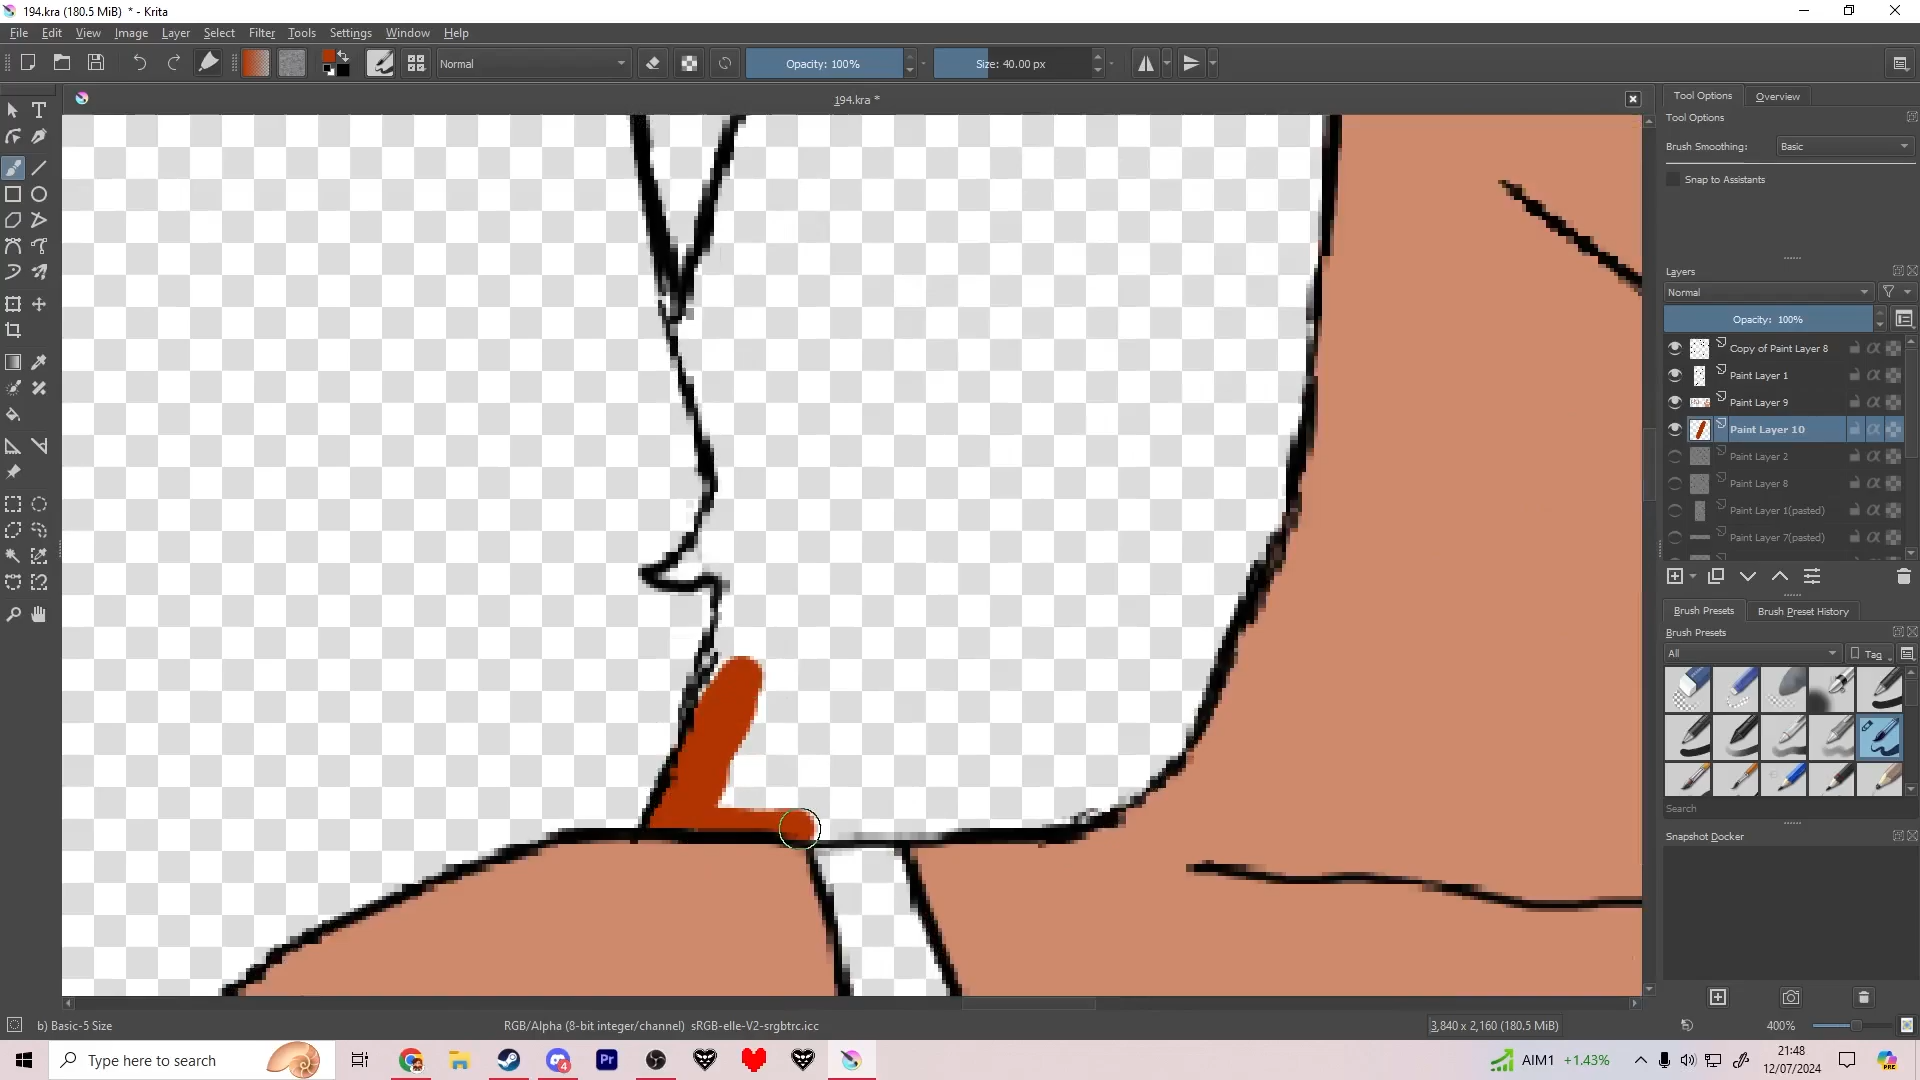 194.kra (180.5 MiB) * - Krita
File Edit View Image Layer Select Filter Tools Settings Window Help
Normal
Opacity: 100%
Size: 40.00 px
194.kra *
Tool Options
Overview
Tool Options
Brush Smoothing:
Basic
Snap to Assistants
Layers
Normal
Opacity: 100%
Copy of Paint Layer 8
Paint Layer 1
Paint Layer 9
Paint Layer 10
Paint Layer 2
Paint Layer 8
Paint Layer 1(pasted)
Paint Layer 7(pasted)
Brush Presets
Brush Preset History
Brush Presets
All
Tag
Search
Snapshot Docker
b) Basic-5 Size
RGB/Alpha (8-bit integer/channel) sRGB-elle-V2-srgbtrc.icc
3,840 x 2,160 (180.5 MiB)
400%
Type here to search
4
Pr
AIM1 +1.43%
21:48
12/07/2024
PRE